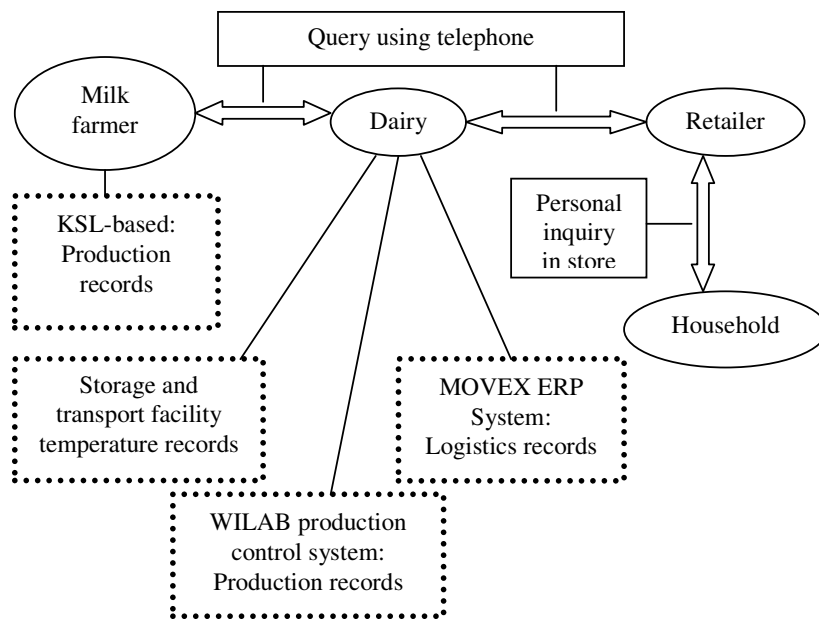 Query using telephone
Milk
farmer
Dairy
Retailer
KSL-based:
Production
records
Personal
inquiry
in store
Household
Storage and
transport facility
temperature records
MOVEX ERP
System:
Logistics records
WILAB production
control system:
Production records